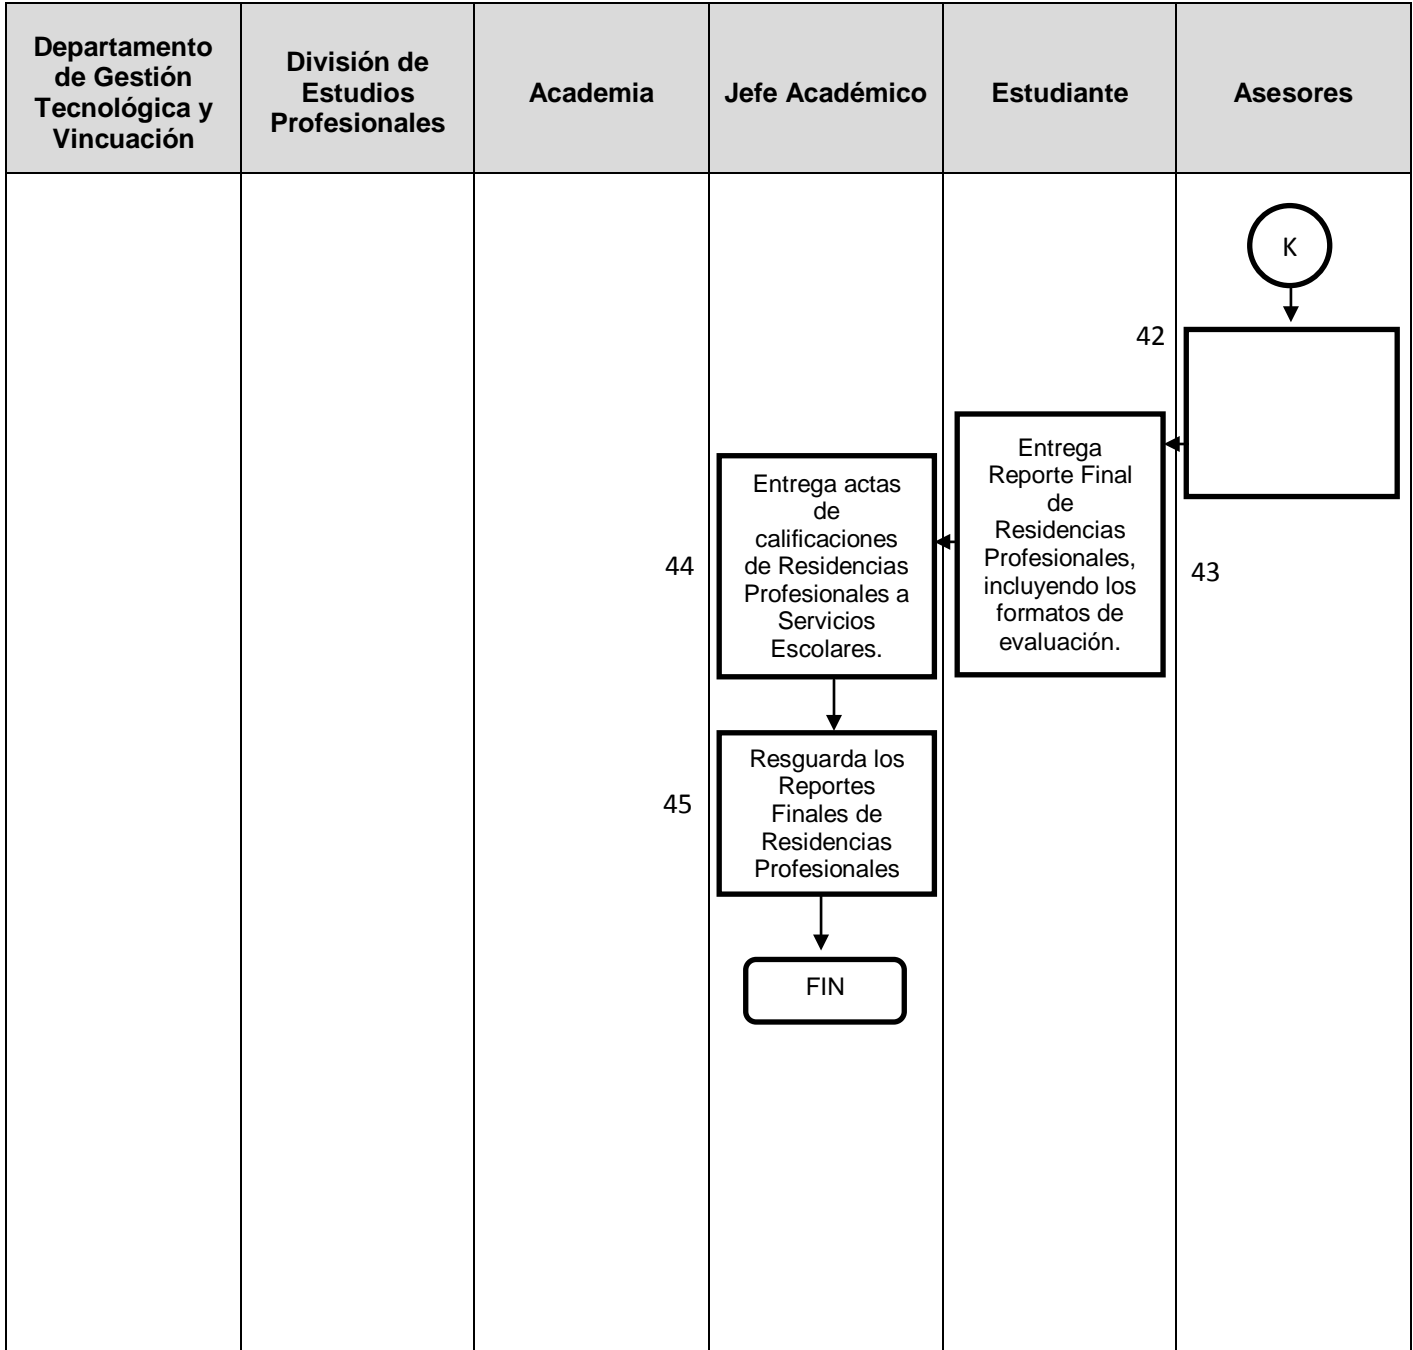 Departamento
de Gestión
Tecnológica y
Vincuación
División de
Estudios
Profesionales
Academia
Jefe Académico
Estudiante
Asesores
K
42
Entrega
Reporte Final
de
Residencias
Profesionales,
incluyendo los
formatos de
evaluación.
43
Entrega actas
de
calificaciones
de Residencias
Profesionales a
Servicios
Escolares.
44
Resguarda los
Reportes
Finales de
Residencias
Profesionales
45
FIN